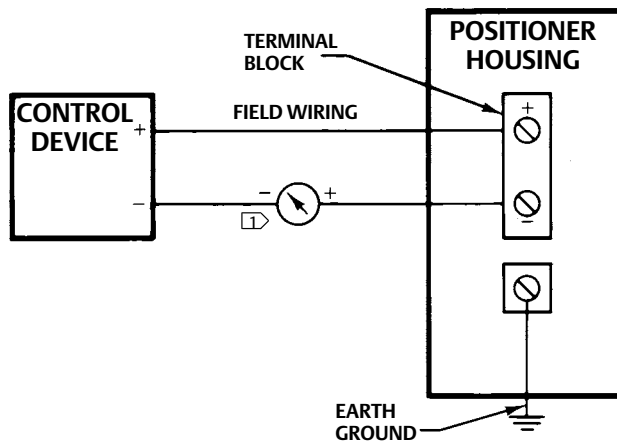 POSITIONER
HOUSING
TERMINAL
BLOCK
CONTROL
DEVICE
FIELD WIRING
+
+
−
−
+
−
1
EARTH
GROUND